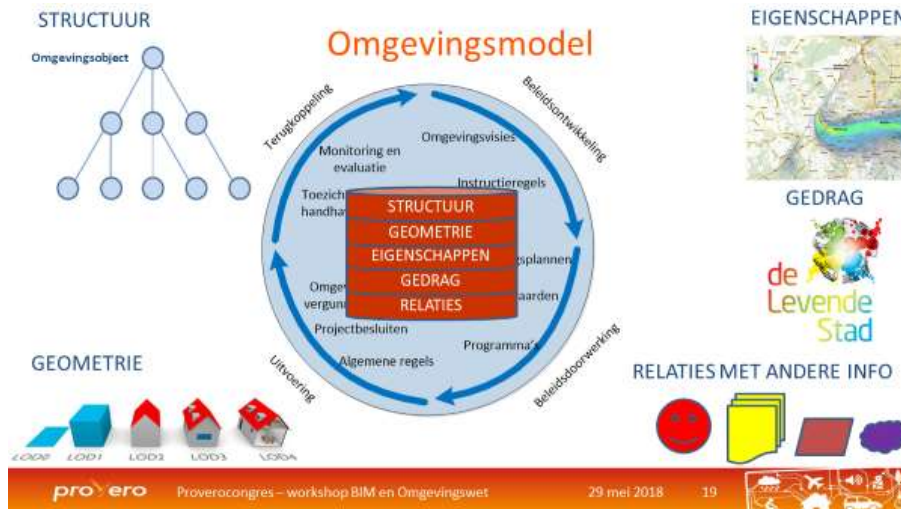 STRUCTUUR
Omgevingsobject
Omgevingsmodel
EIGENSCHAPPEN
Terugkoppeling
Beleidsontwikkeling
Omgevingsvisies
Monitoring en
evaluatie
Instructieregels
STRUCTUUR
GEOMETRIE
EIGENSCHAPPEN
GEDRAG
RELATIES
Projectbesluiten
Algemene regels
Programma's
Uitvoering
Beleidsdoorwerking
GEDRAG
de
Levende
Stad
GEOMETRIE
LOD0
LOD1
LOD2
LOD3
LOD4
RELATIES MET ANDERE INFO
provero
Proverocongres – workshop BIM en Omgevingswet
29 mei 2018
19